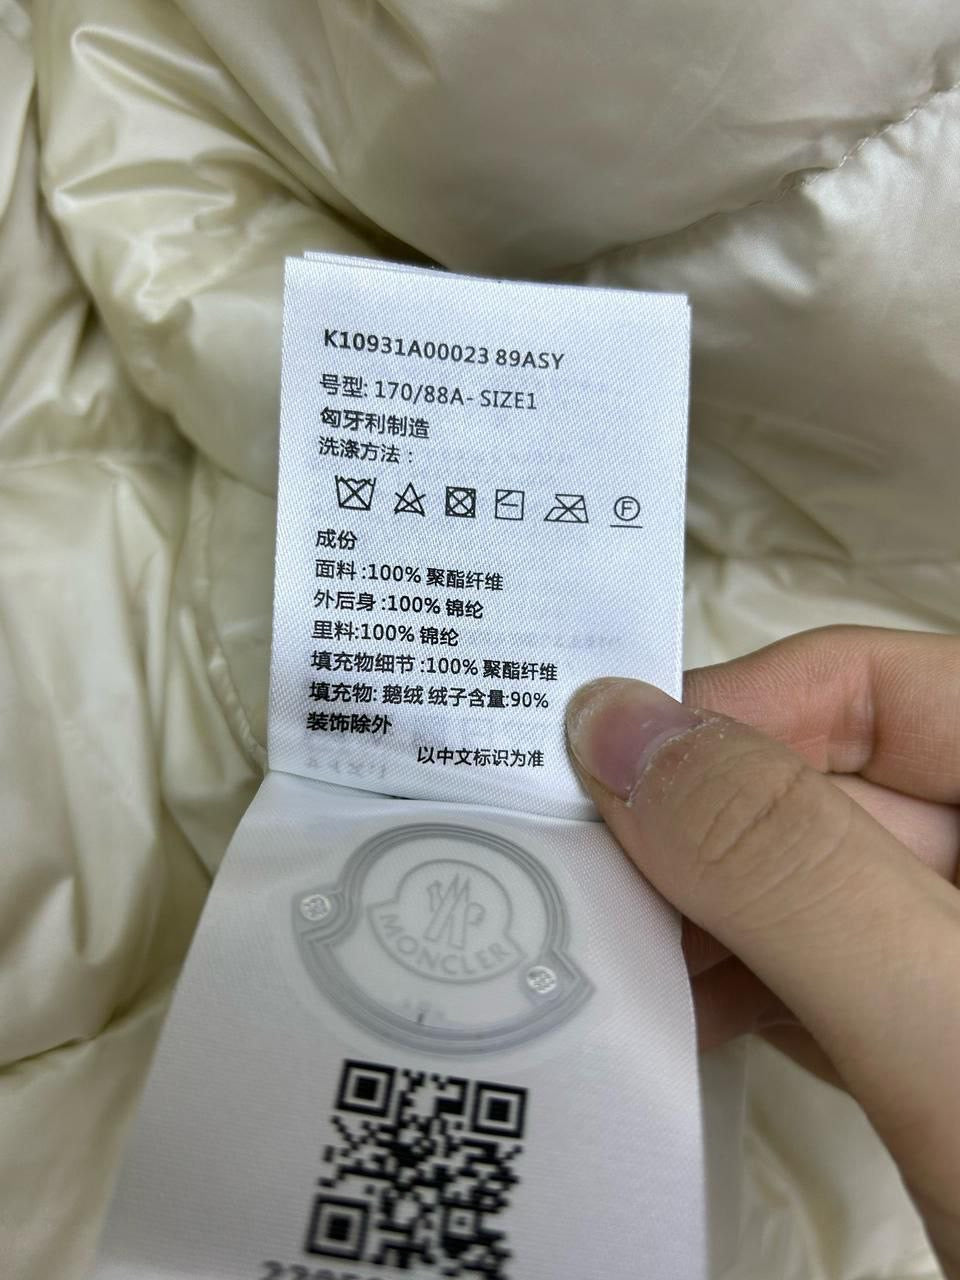 K10931A00023 89ASY
号型: 170/88A- SIZE1
匈牙利制造
洗涤方法：
F
成份
面料:100% 聚酯纤维
外后身:100% 锦纶
里料:100% 锦纶
填充物细节:100% 聚酯纤维
填充物: 鹅绒 绒子含量:90%
装饰除外
以中文标识为准
MONCLER